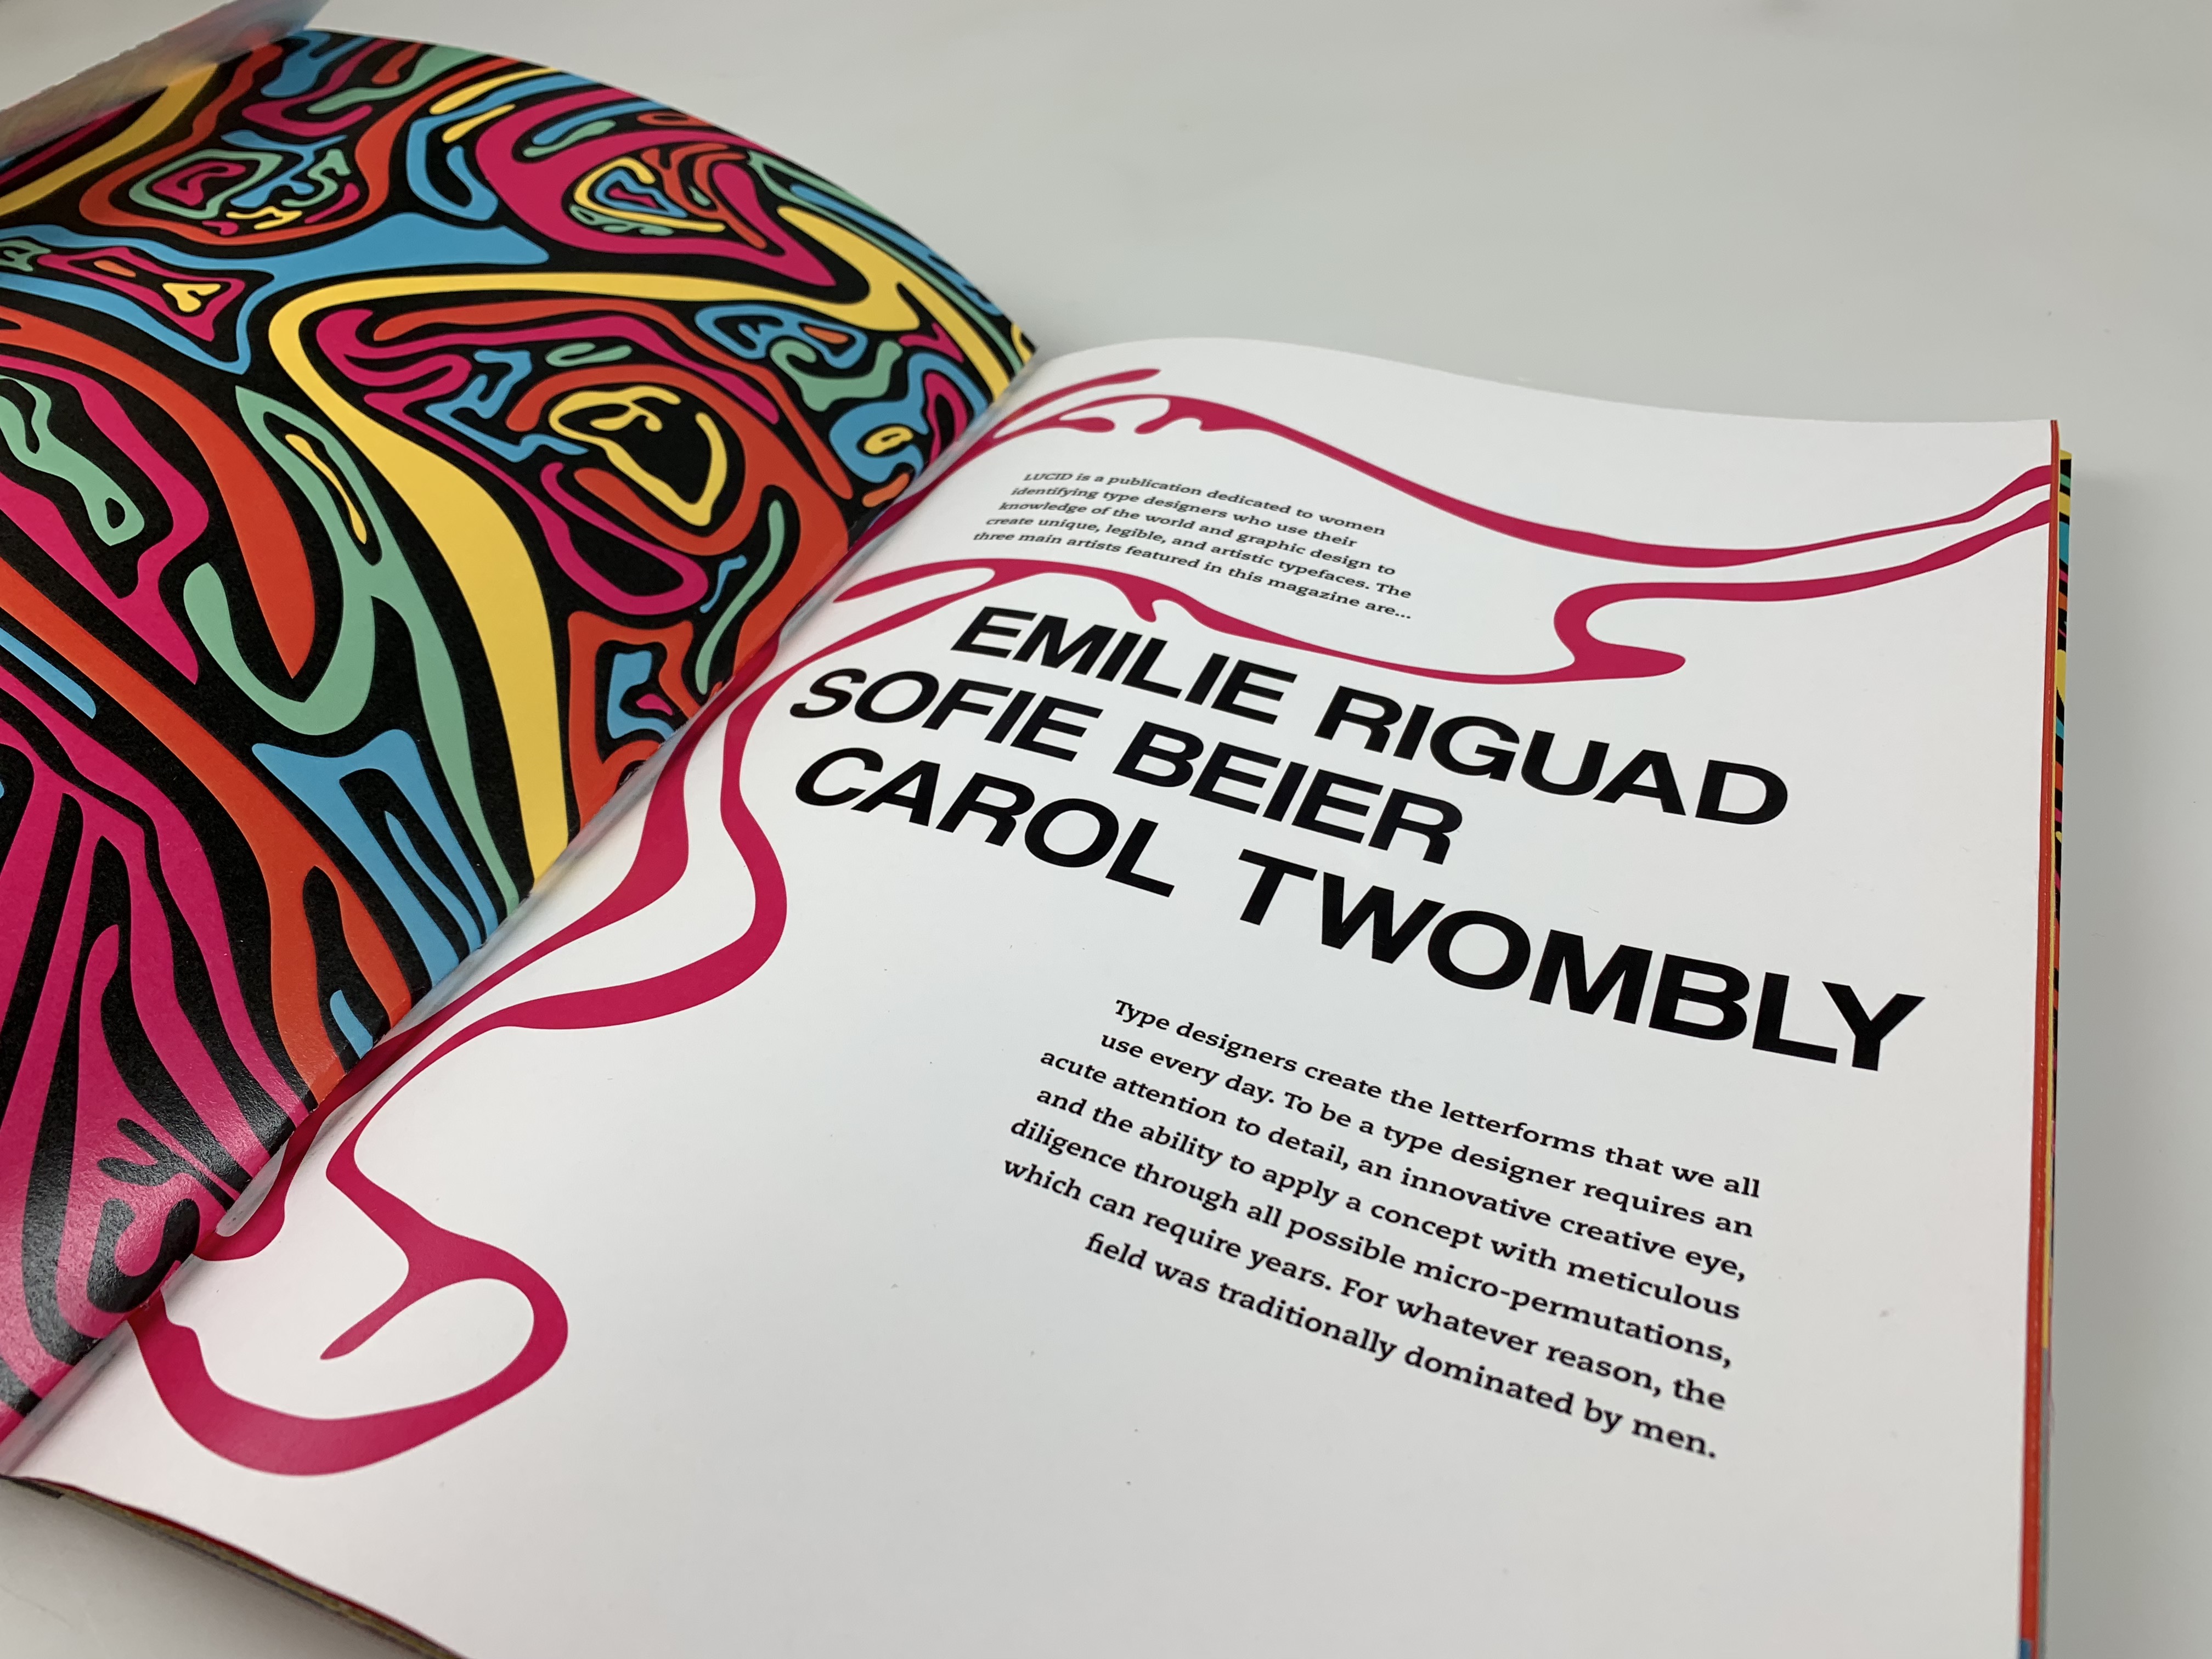 LUCID is a publication dedicated to women
identifying type designers who use their
knowledge of the world and graphic design to
create unique, legible, and artistic typefaces. The
three main artists featured in this magazine are...
EMILIE RIGUAD
SOFIE BEIER
CAROL TWOMBLY
Type designers create the letterforms that we all
use every day. To be a type designer requires an
acute attention to detail, an innovative creative eye,
and the ability to apply a concept with meticulous
diligence through all possible micro-permutations,
which can require years. For whatever reason, the
field was traditionally dominated by men.